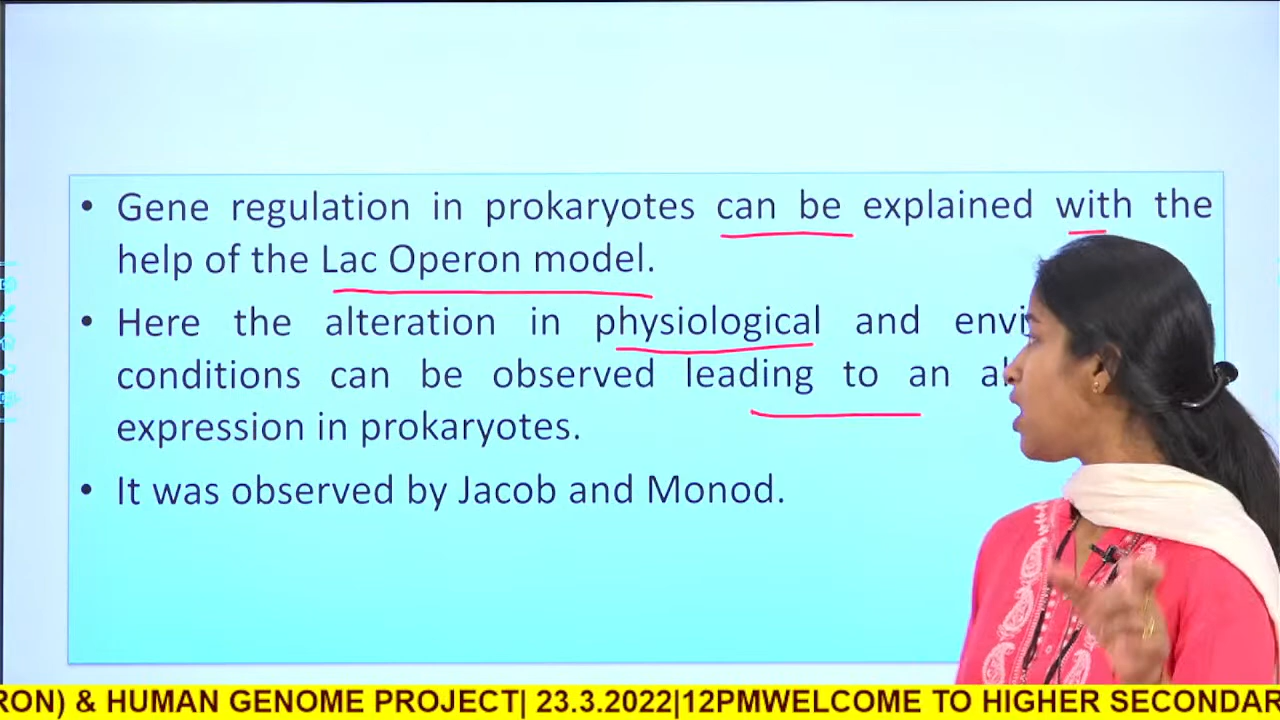 • Gene regulation in prokaryotes can be explained with the
help of the Lac Operon model.
• Here the alteration in physiological and
conditions can be observed leading to an
expression in prokaryotes.
• It was observed by Jacob and Monod.
RON) & HUMAN GENOME PROJECT| 23.3.2022|12PMWELCOME TO HIGHER SECONDAR